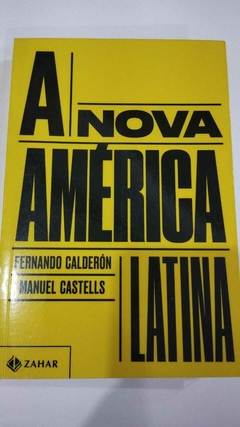 A
NOVA
AMÉRICA
FERNANDO CALDERÓN
MANUEL CASTELLS
LATINA
ZAHAR